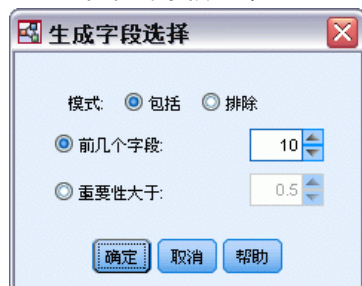 生成字段选择
模式: 包括 排除
前几个字段: 10
重要性大于: 0.5
确定 取消 帮助